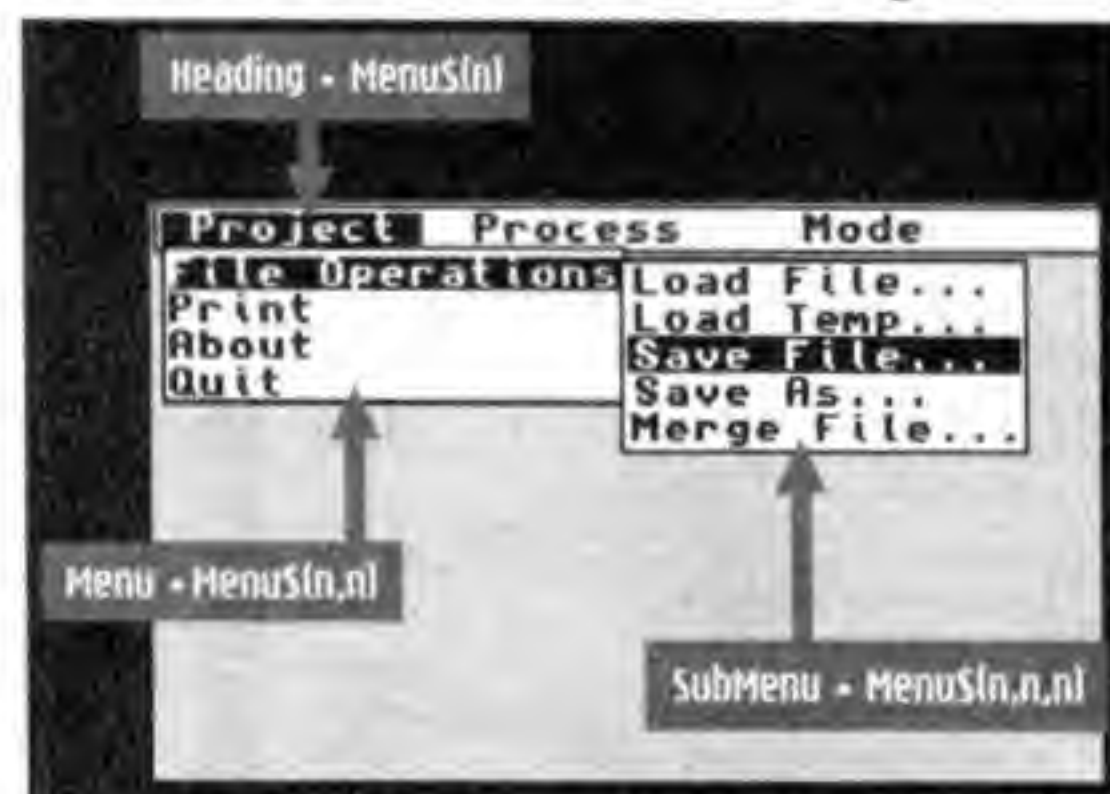 Heading - Menu$(n)
Project Process Mode
File Operations
Print
About
Quit
Load File...
Load Temp...
Save File...
Save As...
Merge File...
Menu - Menu$(n,n)
SubMenu - Menu$(n,n,n)